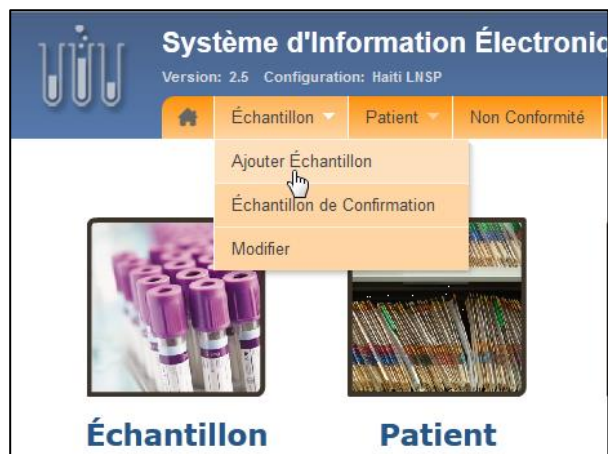 Système d'Information
Version: 2.5 Configuration: Haiti LNSP
Échantillon Patient Non Conformité
Ajouter Échantillon
Échantillon de Confirmation
Modifier
Échantillon Patient